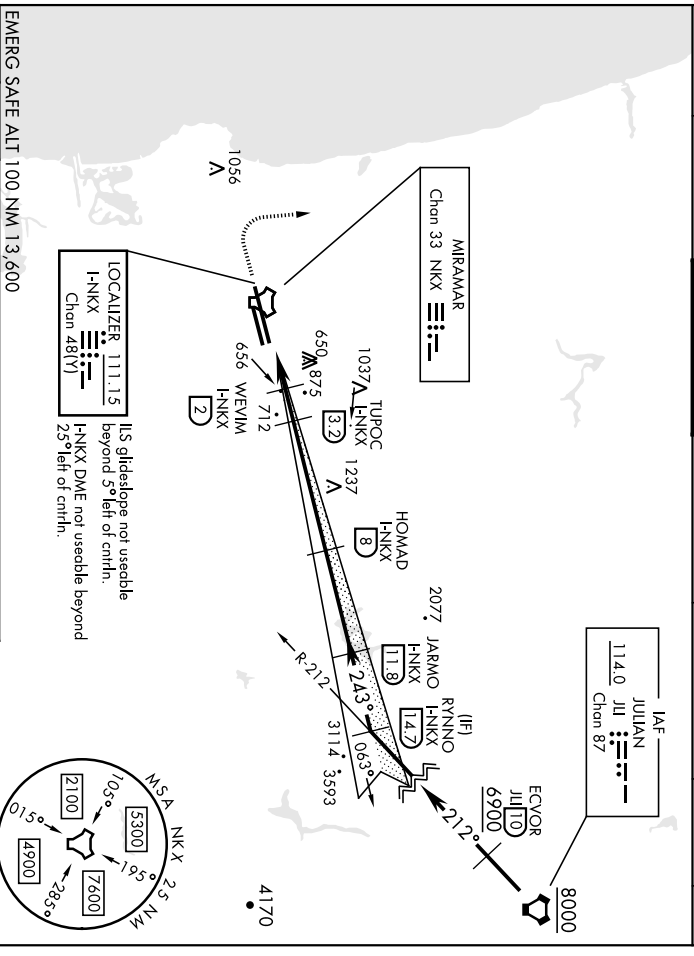 EMERG SAFE ALT 100 NM 13,600
MIRAMAR
Chan 33 NKX
IAF
JULIAN
114.0 JLI
Chan 87
8000
ECVOR
JLI 10
6900
212°
(IF)
RYNNO
I-NKX
14.7
063°
243°
JARMO
I-NKX
11.8
R-212
HOMAD
I-NKX
8
TUPOC
I-NKX
3.2
WEVIM
I-NKX
2
1056
1037
650
875
656
712
1237
2077
3114
3593
4170
LOCALIZER 111.15
I-NKX
Chan 48(Y)
ILS glideslope not useable
beyond 5° left of cntrln.
I-NKX DME not useable beyond
25° left of cntrln.
MSA NKX 25 NM
105°
195°
285°
015°
5300
7600
4900
2100